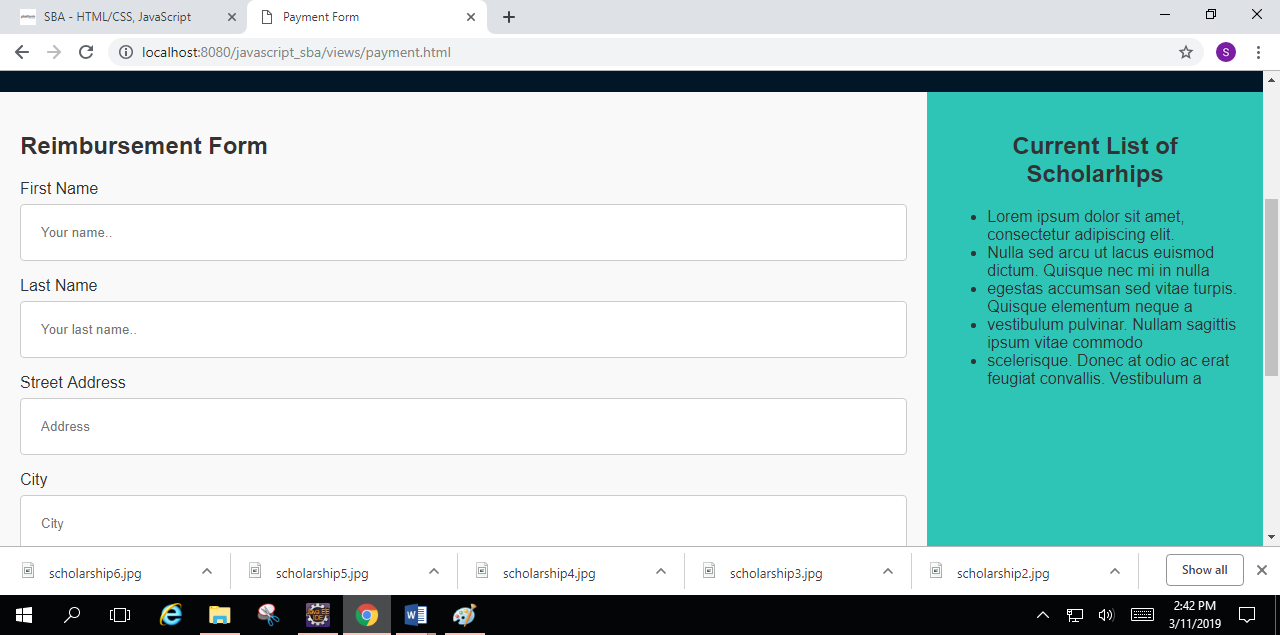 SBA - HTML/CSS, JavaScript
Payment Form
localhost:8080/javascript_sba/views/payment.html
S
Reimbursement Form
First Name
Your name..
Last Name
Your last name..
Street Address
Address
City
City
Current List of
Scholarhips
Lorem ipsum dolor sit amet,
consectetur adipiscing elit.
Nulla sed arcu ut lacus euismod
dictum. Quisque nec mi in nulla
egestas accumsan sed vitae turpis.
Quisque elementum neque a
vestibulum pulvinar. Nullam sagittis
ipsum vitae commodo
scelerisque. Donec at odio ac erat
feugiat convallis. Vestibulum a
scholarship6.jpg
scholarship5.jpg
scholarship4.jpg
scholarship3.jpg
scholarship2.jpg
Show all
2:42 PM
3/11/2019